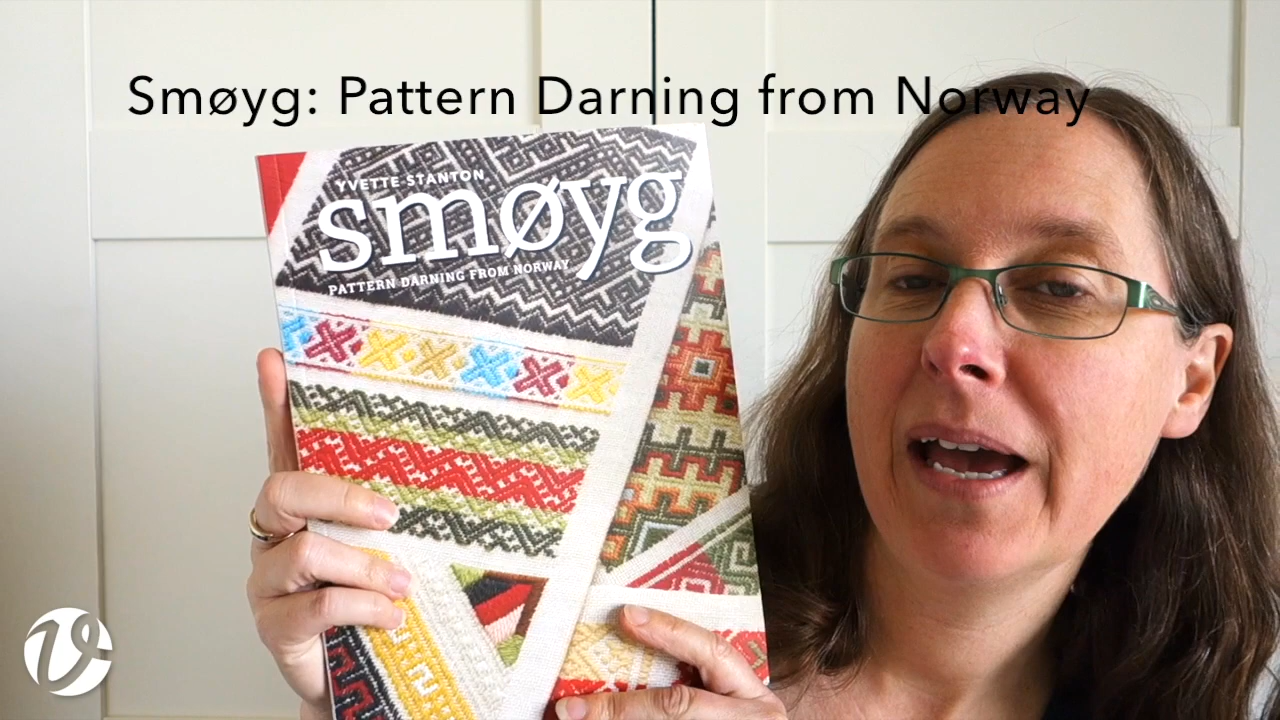 Smøyg: Pattern Darning from Norway
YVETTE STANTON
smøyg
PATTERN DARNING FROM NORWAY